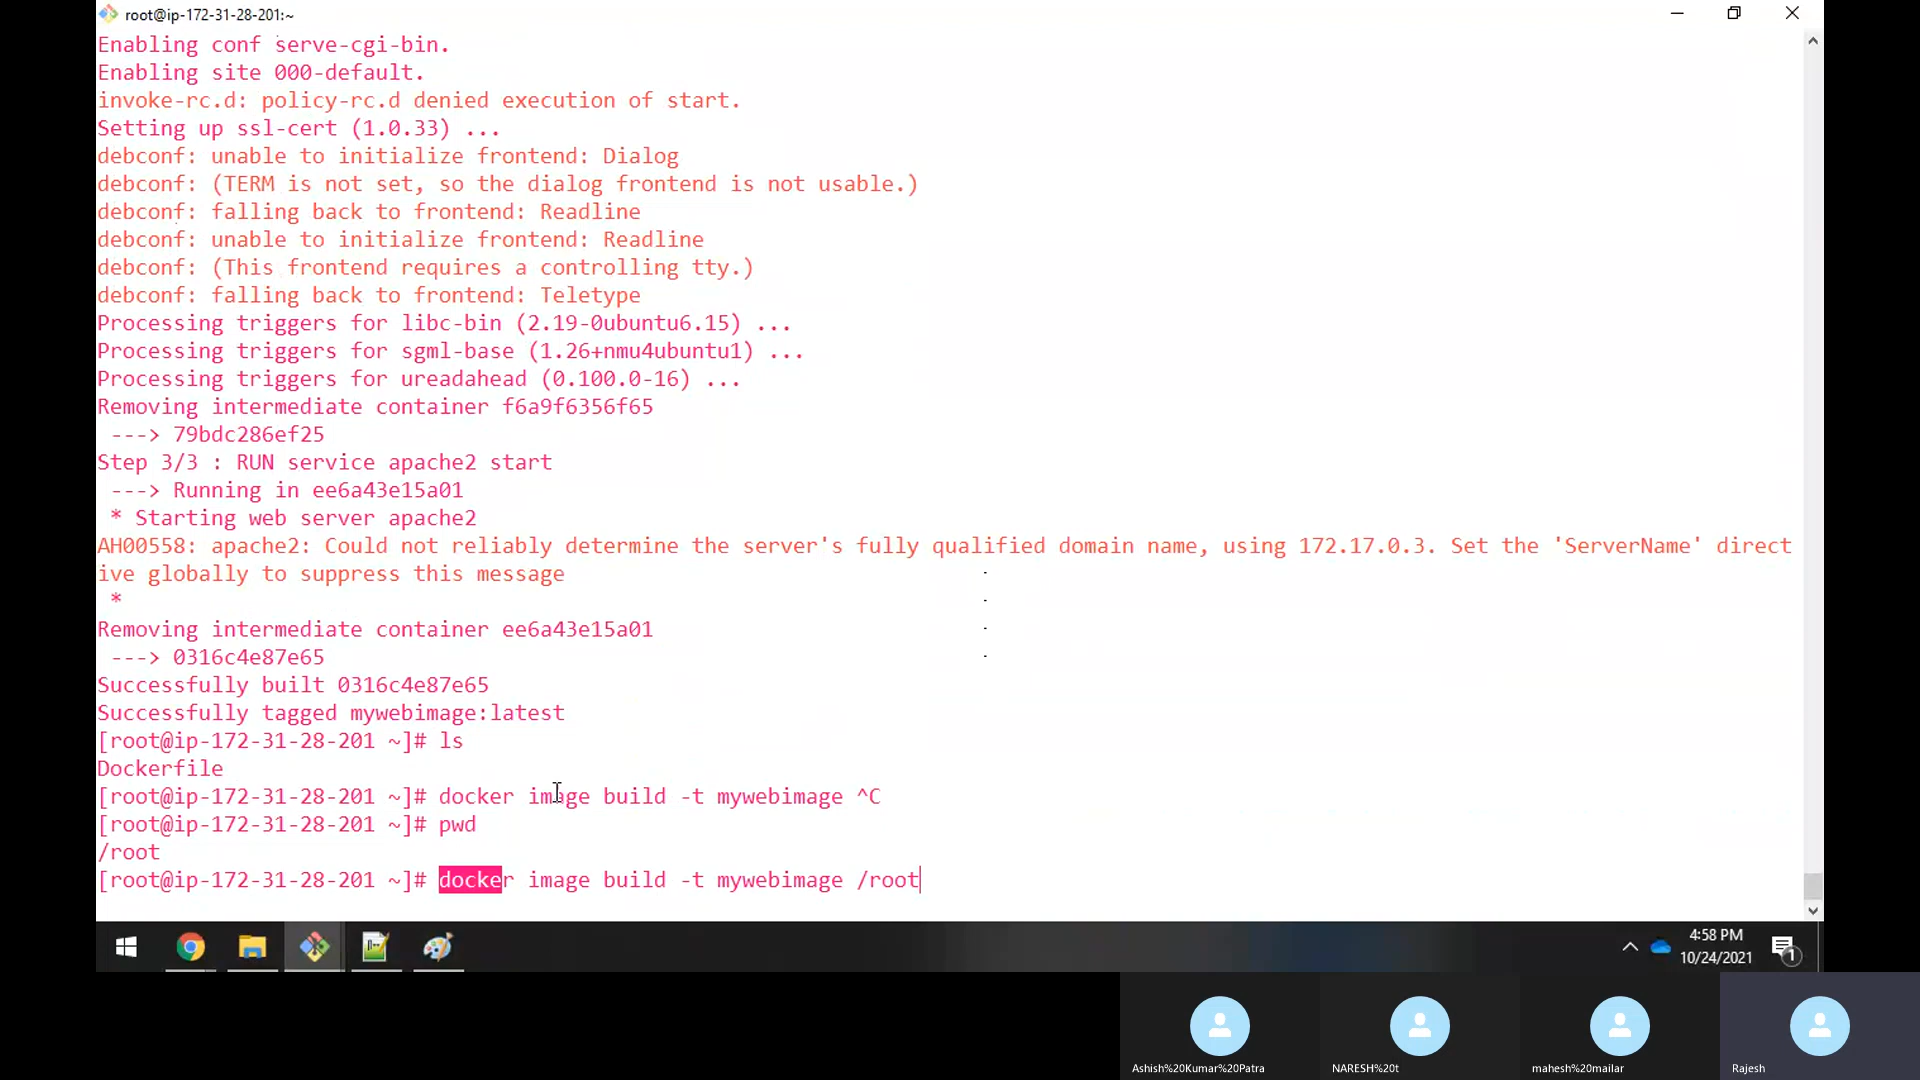 root@ip-172-31-28-201:~
Enabling conf serve-cgi-bin.
Enabling site 000-default.
invoke-rc.d: policy-rc.d denied execution of start.
Setting up ssl-cert (1.0.33) ...
debconf: unable to initialize frontend: Dialog
debconf: (TERM is not set, so the dialog frontend is not usable.)
debconf: falling back to frontend: Readline
debconf: unable to initialize frontend: Readline
debconf: (This frontend requires a controlling tty.)
debconf: falling back to frontend: Teletype
Processing triggers for libc-bin (2.19-0ubuntu6.15) ...
Processing triggers for sgml-base (1.26+nmu4ubuntu1) ...
Processing triggers for ureadahead (0.100.0-16) ...
Removing intermediate container f6a9f6356f65
---> 79bdc286ef25
Step 3/3 : RUN service apache2 start
---> Running in ee6a43e15a01
* Starting web server apache2
AH00558: apache2: Could not reliably determine the server's fully qualified domain name, using 172.17.0.3. Set the 'ServerName' direct
ive globally to suppress this message
*
Removing intermediate container ee6a43e15a01
---> 0316c4e87e65
Successfully built 0316c4e87e65
Successfully tagged mywebimage:latest
[root@ip-172-31-28-201 ~]# ls
Dockerfile
[root@ip-172-31-28-201 ~]# docker image build -t mywebimage ^C
[root@ip-172-31-28-201 ~]# pwd
/root
[root@ip-172-31-28-201 ~]# docker image build -t mywebimage /root
4:58 PM
10/24/2021
1
Ashish%20Kumar%20Patra
NARESH%20t
mahesh%20mailar
Rajesh